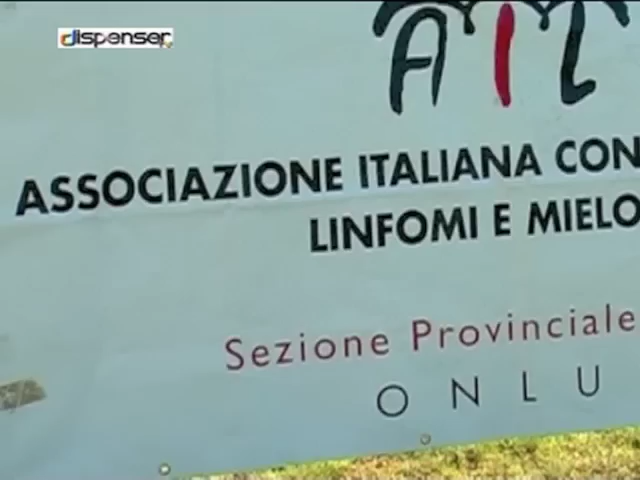 dispenser
AIL
ASSOCIAZIONE ITALIANA CON
LINFOMI E MIELO
Sezione Provinciale
ONLU